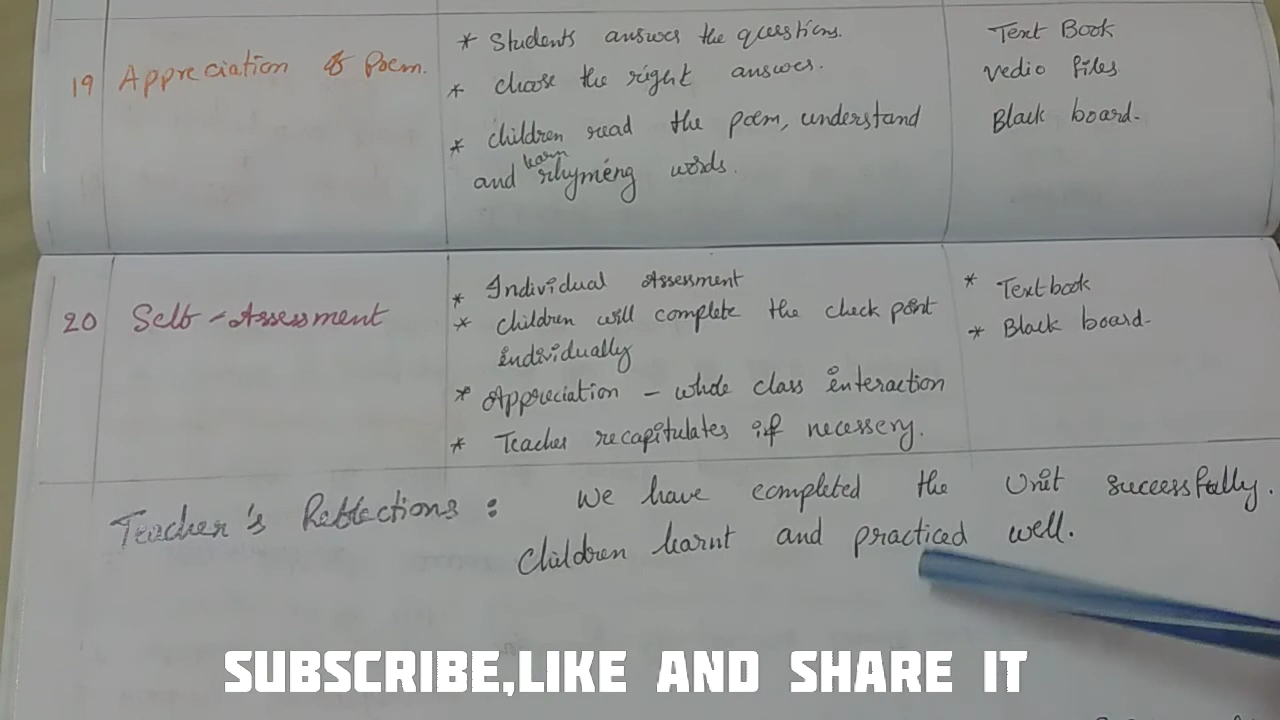 19 Appreciation of Poem.
* Students answer the questions.
* choose the right answer.
* children read the poem, understand
and learn rhyming words.
Text Book
Vedio files
Black board.
20 Self-Assessment
* Individual Assessment
* children will complete the check point
individually
* Appreciation - whole class interaction
* Teacher recapitulates if necessery.
* Textbook
* Black board.
Teacher's Reflections : We have completed the Unit successfully.
Children learnt and practiced well.
SUBSCRIBE,LIKE AND SHARE IT